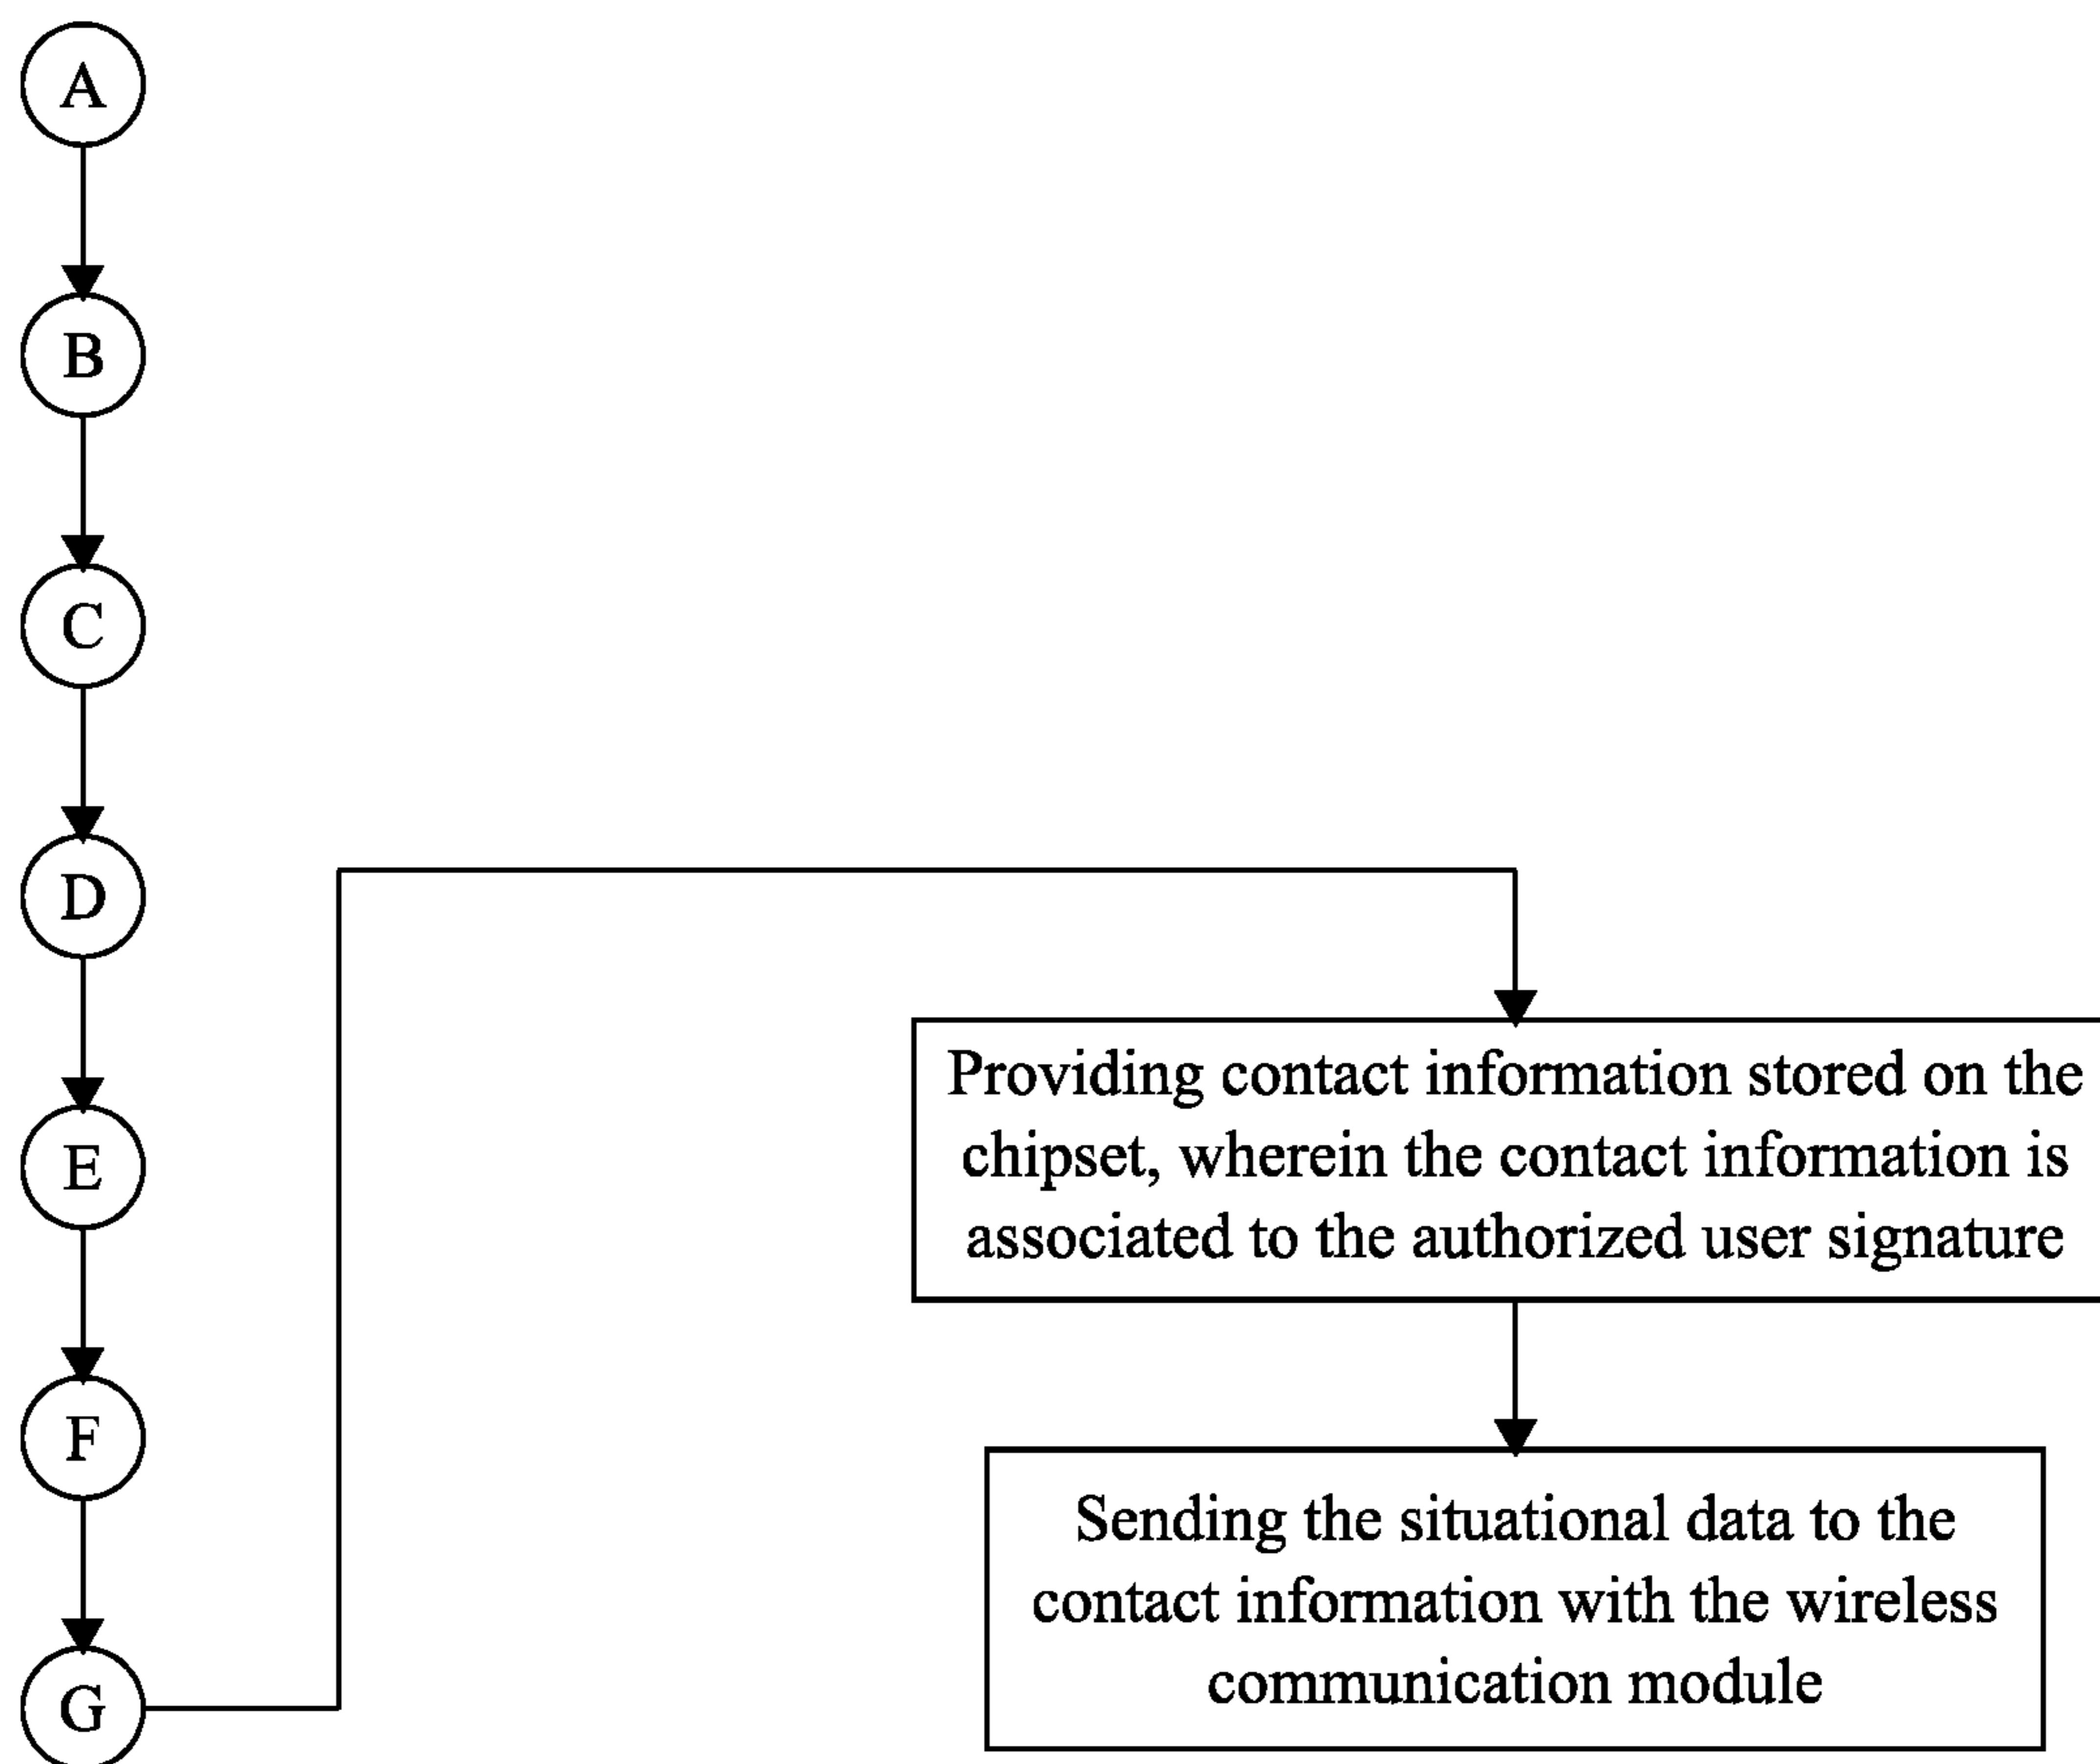 A
B
C
D
E
F
G
Providing contact information stored on the
chipset, wherein the contact information is
associated to the authorized user signature
Sending the situational data to the
contact information with the wireless
communication module